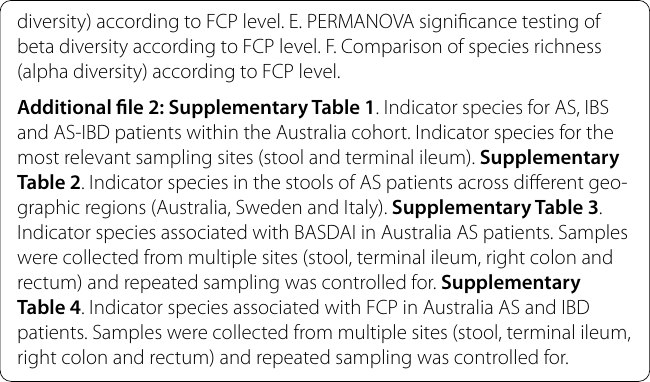 diversity) according to FCP level. E. PERMANOVA significance testing of
beta diversity according to FCP level. F. Comparison of species richness
(alpha diversity) according to FCP level.
Additional file 2: Supplementary Table 1. Indicator species for AS, IBS
and AS-IBD patients within the Australia cohort. Indicator species for the
most relevant sampling sites (stool and terminal ileum). Supplementary
Table 2. Indicator species in the stools of AS patients across different geo-
graphic regions (Australia, Sweden and Italy). Supplementary Table 3.
Indicator species associated with BASDAI in Australia AS patients. Samples
were collected from multiple sites (stool, terminal ileum, right colon and
rectum) and repeated sampling was controlled for. Supplementary
Table 4. Indicator species associated with FCP in Australia AS and IBD
patients. Samples were collected from multiple sites (stool, terminal ileum,
right colon and rectum) and repeated sampling was controlled for.